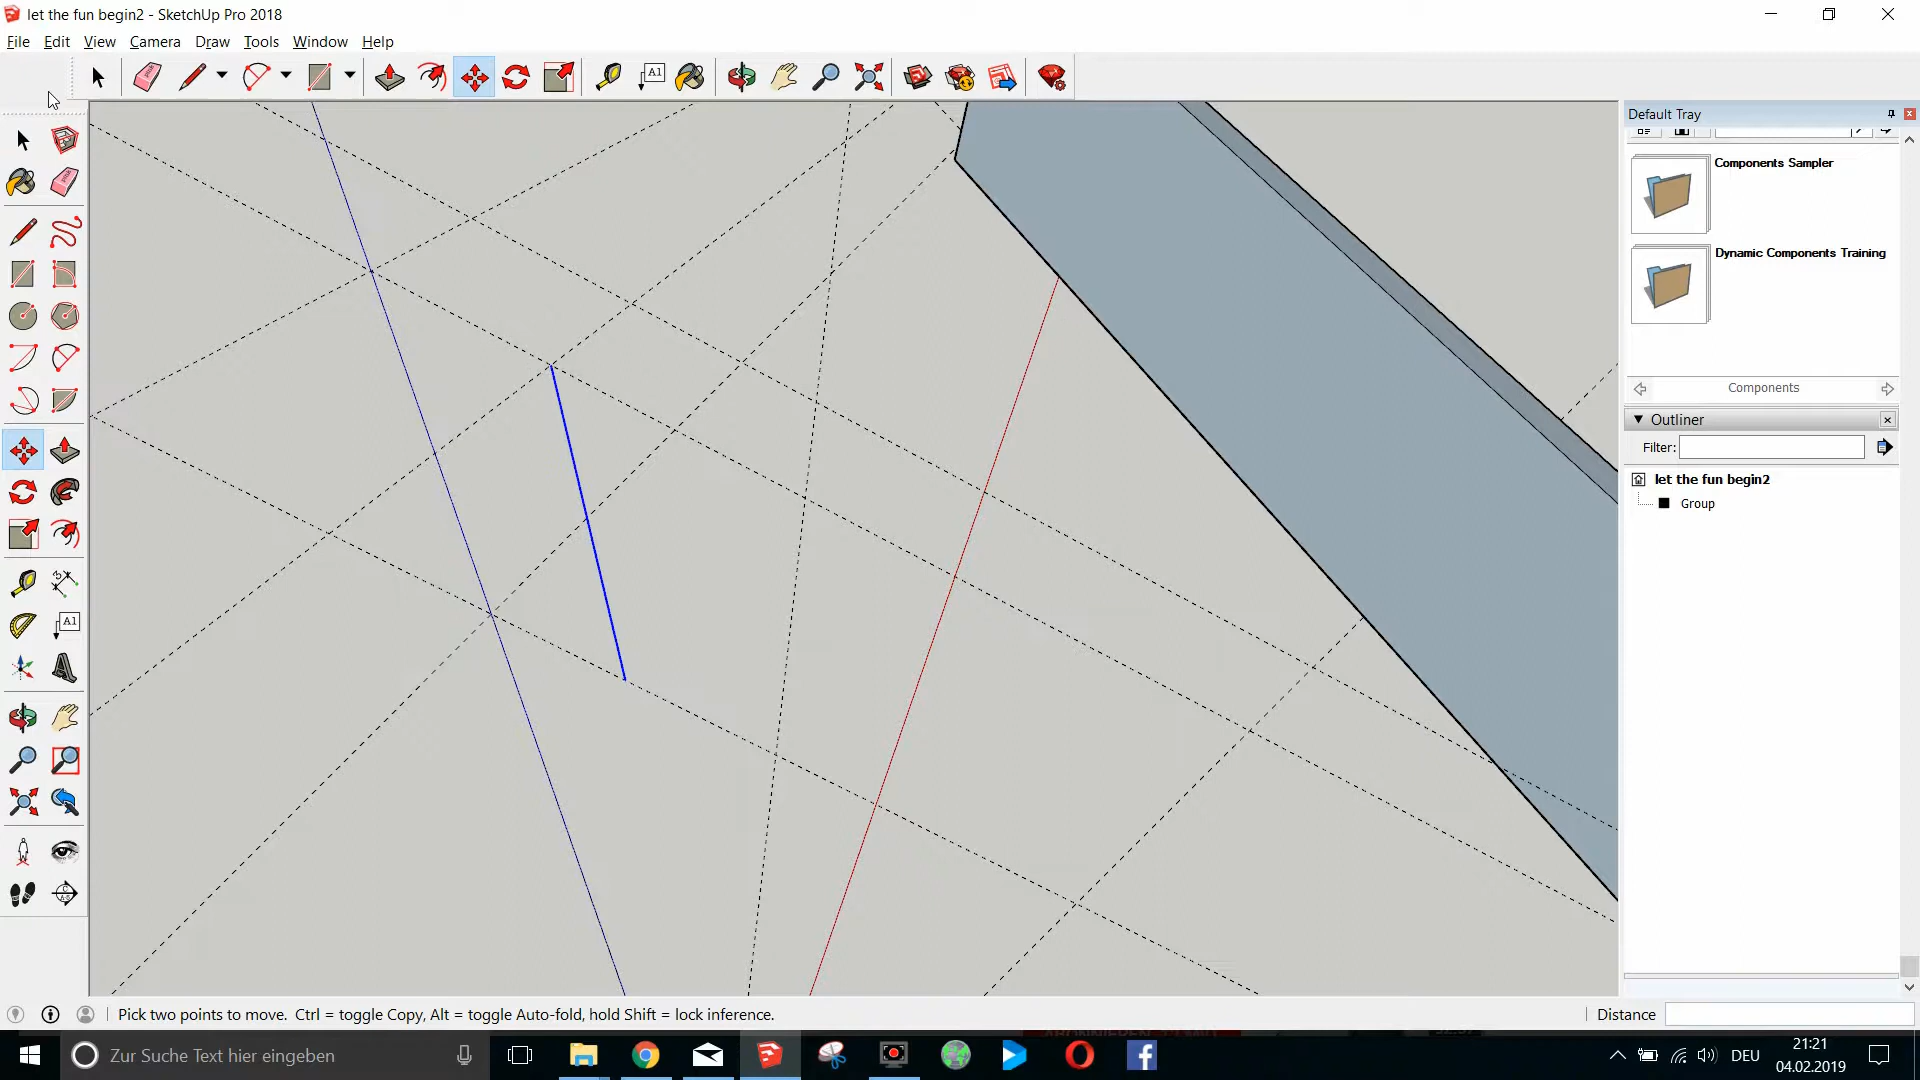 let the fun begin2 - SketchUp Pro 2018
File Edit View Camera Draw Tools Window Help
A1
Default Tray
Components Sampler
Dynamic Components Training
Components
Outliner
Filter:
let the fun begin2
Group
A1
Pick two points to move. Ctrl = toggle Copy, Alt = toggle Auto-fold, hold Shift = lock inference.
Distance
Zur Suche Text hier eingeben
DEU
21:21
04.02.2019